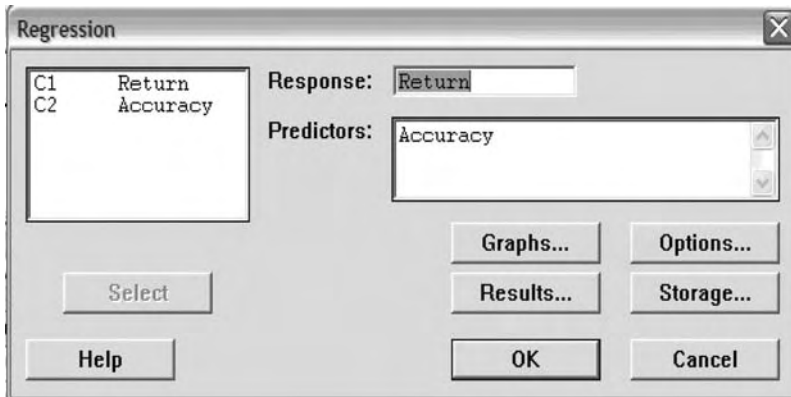 Regression
C1 Return
C2 Accuracy
Response: Return
Predictors: Accuracy
Graphs... Options...
Select Results... Storage...
Help OK Cancel